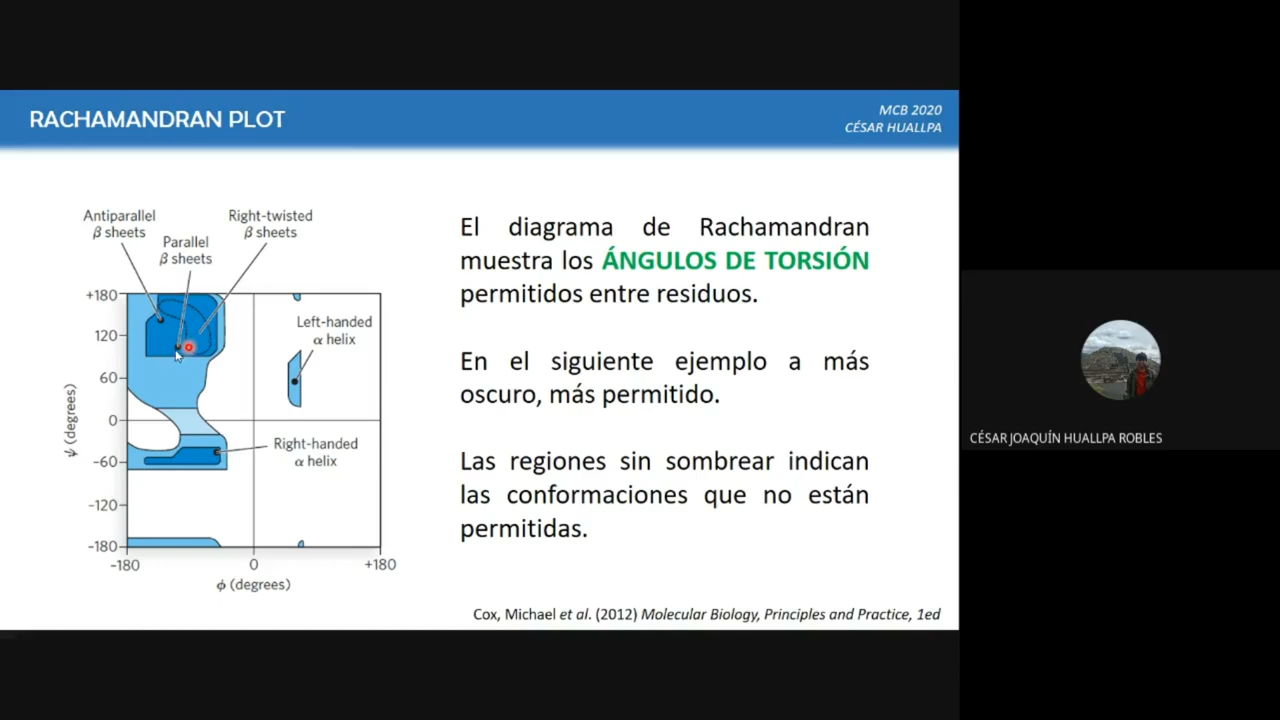 RACHAMANDRAN PLOT
MCB 2020
CÉSAR HUALLPA
Antiparallel
β sheets
Parallel
β sheets
Right-twisted
β sheets
Left-handed
α helix
Right-handed
α helix
+180
120
60
0
-60
-120
-180
ψ (degrees)
-180
0
+180
ϕ (degrees)
El diagrama de Rachamandran
muestra los ÁNGULOS DE TORSIÓN
permitidos entre residuos.
En el siguiente ejemplo a más
oscuro, más permitido.
Las regiones sin sombrear indican
las conformaciones que no están
permitidas.
Cox, Michael et al. (2012) Molecular Biology, Principles and Practice, 1ed
CÉSAR JOAQUÍN HUALLPA ROBLES